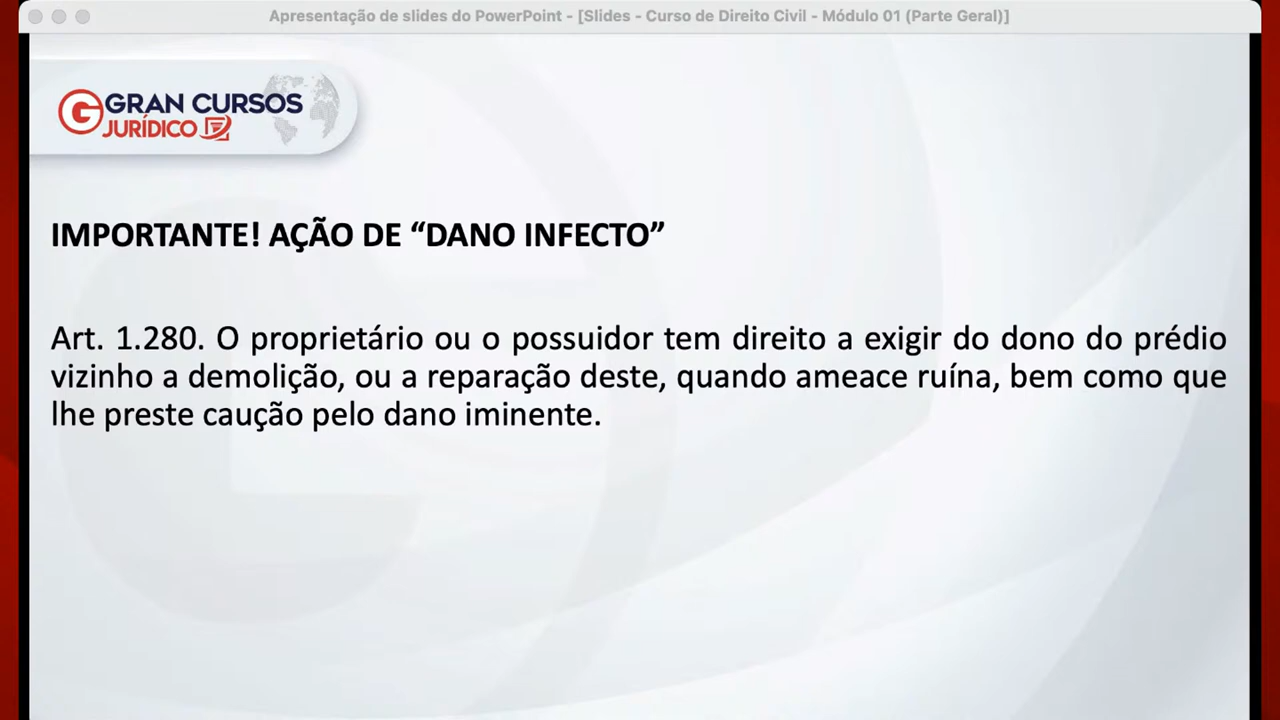 Apresentação de slides do PowerPoint - [Slides - Curso de Direito Civil - Módulo 01 (Parte Geral)]
GRAN CURSOS
JURÍDICO
IMPORTANTE! AÇÃO DE “DANO INFECTO”
Art. 1.280. O proprietário ou o possuidor tem direito a exigir do dono do prédio
vizinho a demolição, ou a reparação deste, quando ameace ruína, bem como que
lhe preste caução pelo dano iminente.